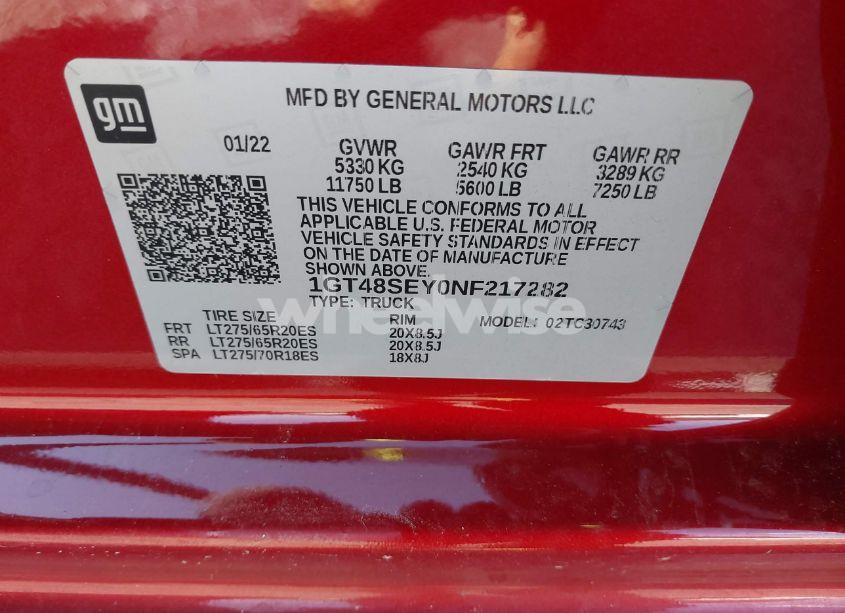 gm
MFD BY GENERAL MOTORS LLC
01/22 GVWR GAWR FRT GAWR RR
5330 KG 2540 KG 3289 KG
11750 LB 5600 LB 7250 LB
THIS VEHICLE CONFORMS TO ALL
APPLICABLE U.S. FEDERAL MOTOR
VEHICLE SAFETY STANDARDS IN EFFECT
ON THE DATE OF MANUFACTURE
SHOWN ABOVE.
1GT48SEY0NF217282
TYPE: TRUCK
wheelwise
TIRE SIZE RIM MODEL: 02TC30743
FRT LT275/65R20ES 20X8.5J
RR LT275/65R20ES 20X8.5J
SPA LT275/70R18ES 18X8J